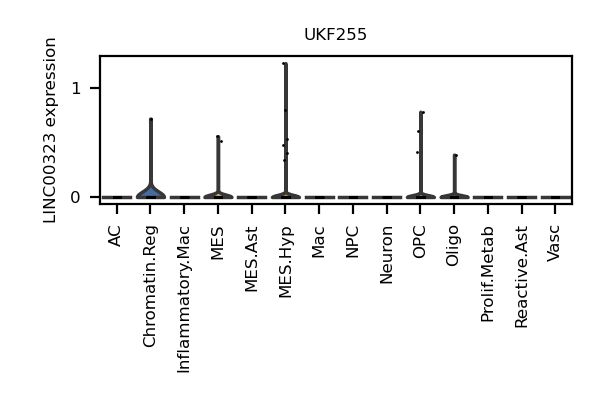 UKF255
LINC00323 expression
1
0
AC
Chromatin.Reg
Inflammatory.Mac
MES
MES.Ast
MES.Hyp
Mac
NPC
Neuron
OPC
Oligo
Prolif.Metab
Reactive.Ast
Vasc